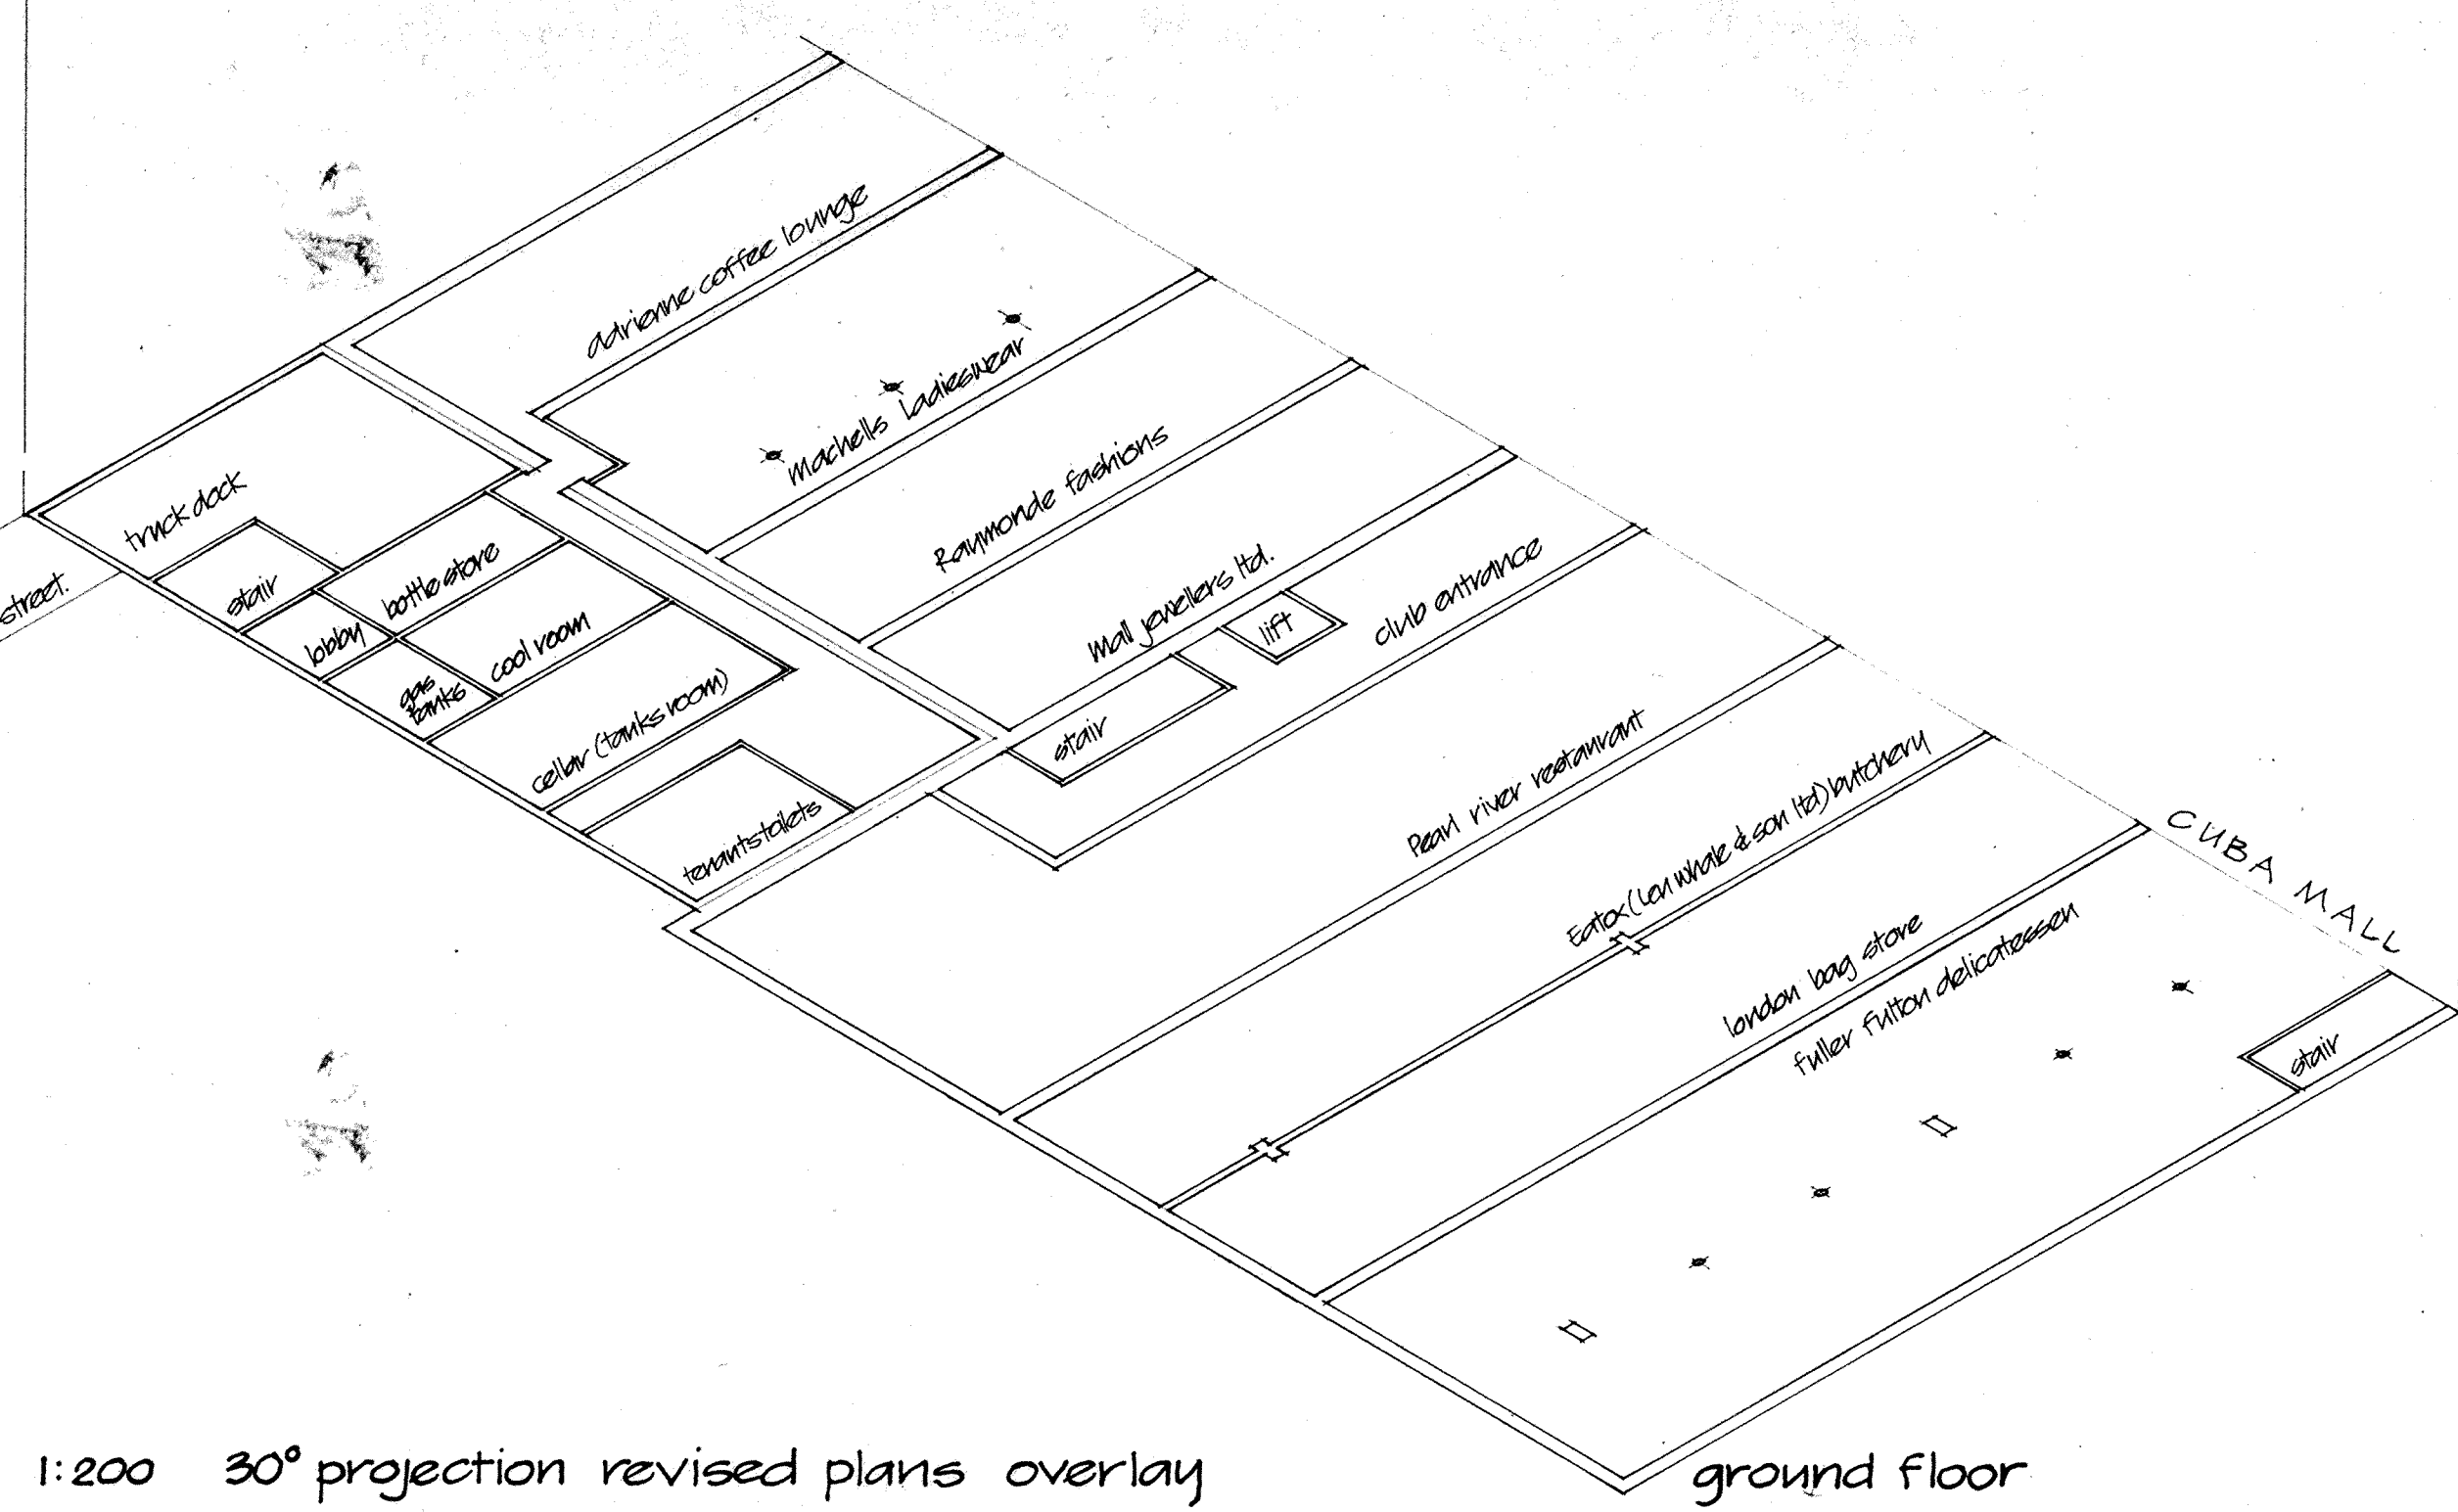 adrienne coffee lounge
machells Ladieswear
Raymonde fashions
mall jewellers ltd.
lift
club entrance
stair
truck dock
stair
bottle store
lobby
cool room
gas
tanks
cellar (tanks room)
tenants toilets
street.
Pearl river restaurant
Eatox (Len whale & son ltd) butchery
london bag store
fuller fulton delicatessen
CUBA MALL
stair
1:200 30° projection revised plans overlay
ground floor